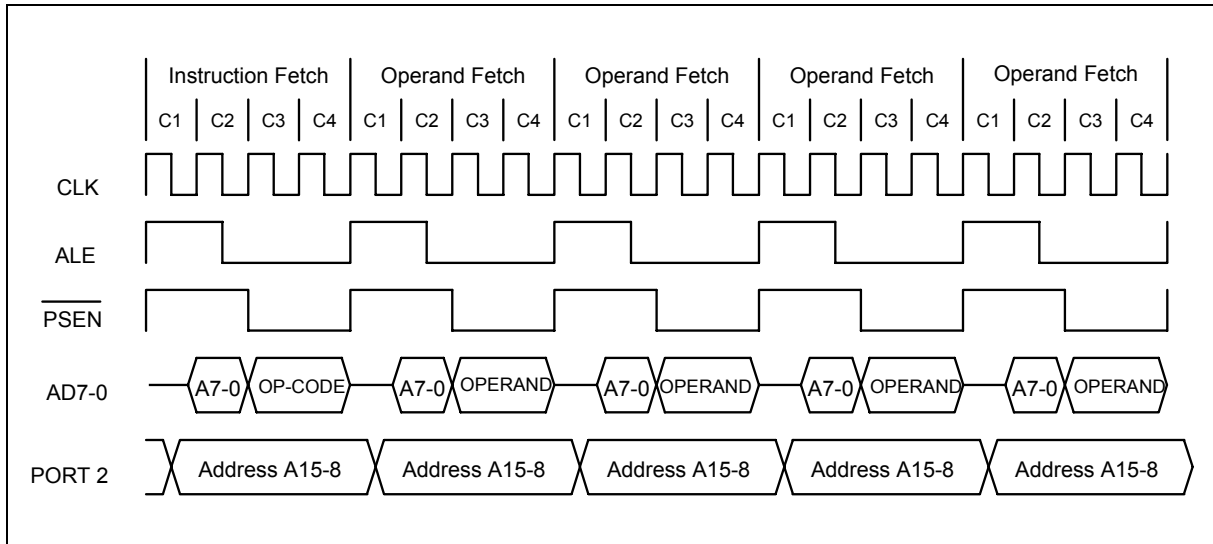 Instruction Fetch Operand Fetch Operand Fetch Operand Fetch Operand Fetch
C1 C2 C3 C4 C1 C2 C3 C4 C1 C2 C3 C4 C1 C2 C3 C4 C1 C2 C3 C4
CLK
ALE
PSEN
AD7-0 A7-0 OP-CODE A7-0 OPERAND A7-0 OPERAND A7-0 OPERAND A7-0 OPERAND
PORT 2 Address A15-8 Address A15-8 Address A15-8 Address A15-8 Address A15-8